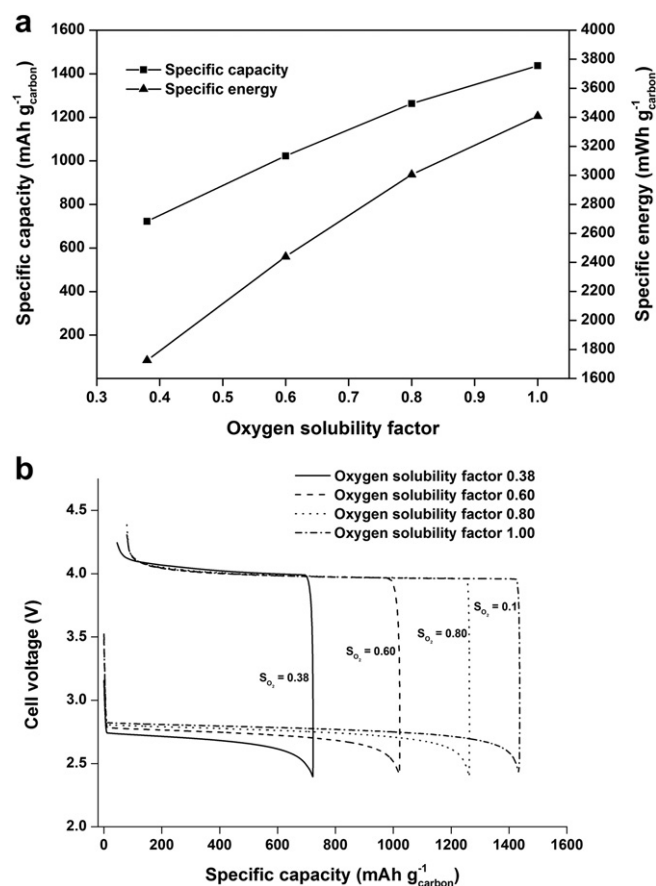 a
1600
1400
1200
1000
800
600
400
200
4000
3800
3600
3400
3200
3000
2800
2600
2400
2200
2000
1800
1600
Specific capacity (mAh g⁻¹carbon)
Specific energy (mWh g⁻¹carbon)
Specific capacity
Specific energy
0.3 0.4 0.5 0.6 0.7 0.8 0.9 1.0
Oxygen solubility factor
b
Oxygen solubility factor 0.38
Oxygen solubility factor 0.60
Oxygen solubility factor 0.80
Oxygen solubility factor 1.00
4.5
4.0
3.5
3.0
2.5
2.0
Cell voltage (V)
SO₂ = 0.38
SO₂ = 0.60
SO₂ = 0.80
SO₂ = 0.1
0 200 400 600 800 1000 1200 1400 1600
Specific capacity (mAh g⁻¹carbon)